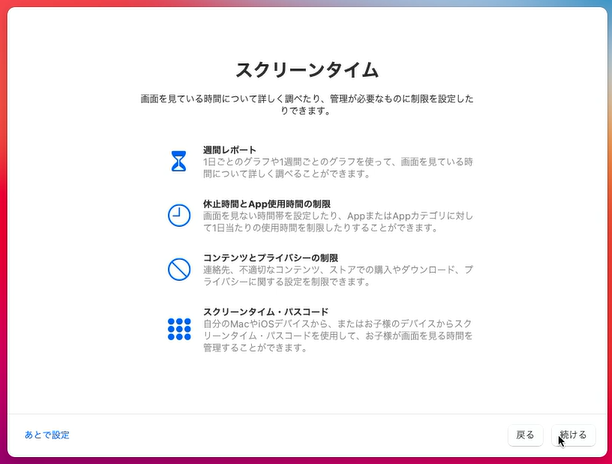 スクリーンタイム
画面を見ている時間について詳しく調べたり、管理が必要なものに制限を設定した
りできます。
週間レポート
1日ごとのグラフや1週間ごとのグラフを使って、画面を見ている時
間について詳しく調べることができます。
休止時間とApp使用時間の制限
画面を見ない時間帯を設定したり、AppまたはAppカテゴリに対し
て1日当たりの使用時間を制限したりすることができます。
コンテンツとプライバシーの制限
連絡先、不適切なコンテンツ、ストアでの購入やダウンロード、プ
ライバシーに関する設定を制限できます。
スクリーンタイム・パスコード
自分のMacやiOSデバイスから、またはお子様のデバイスからスク
リーンタイム・パスコードを使用して、お子様が画面を見る時間を
管理することができます。
あとで設定
戻る
続ける